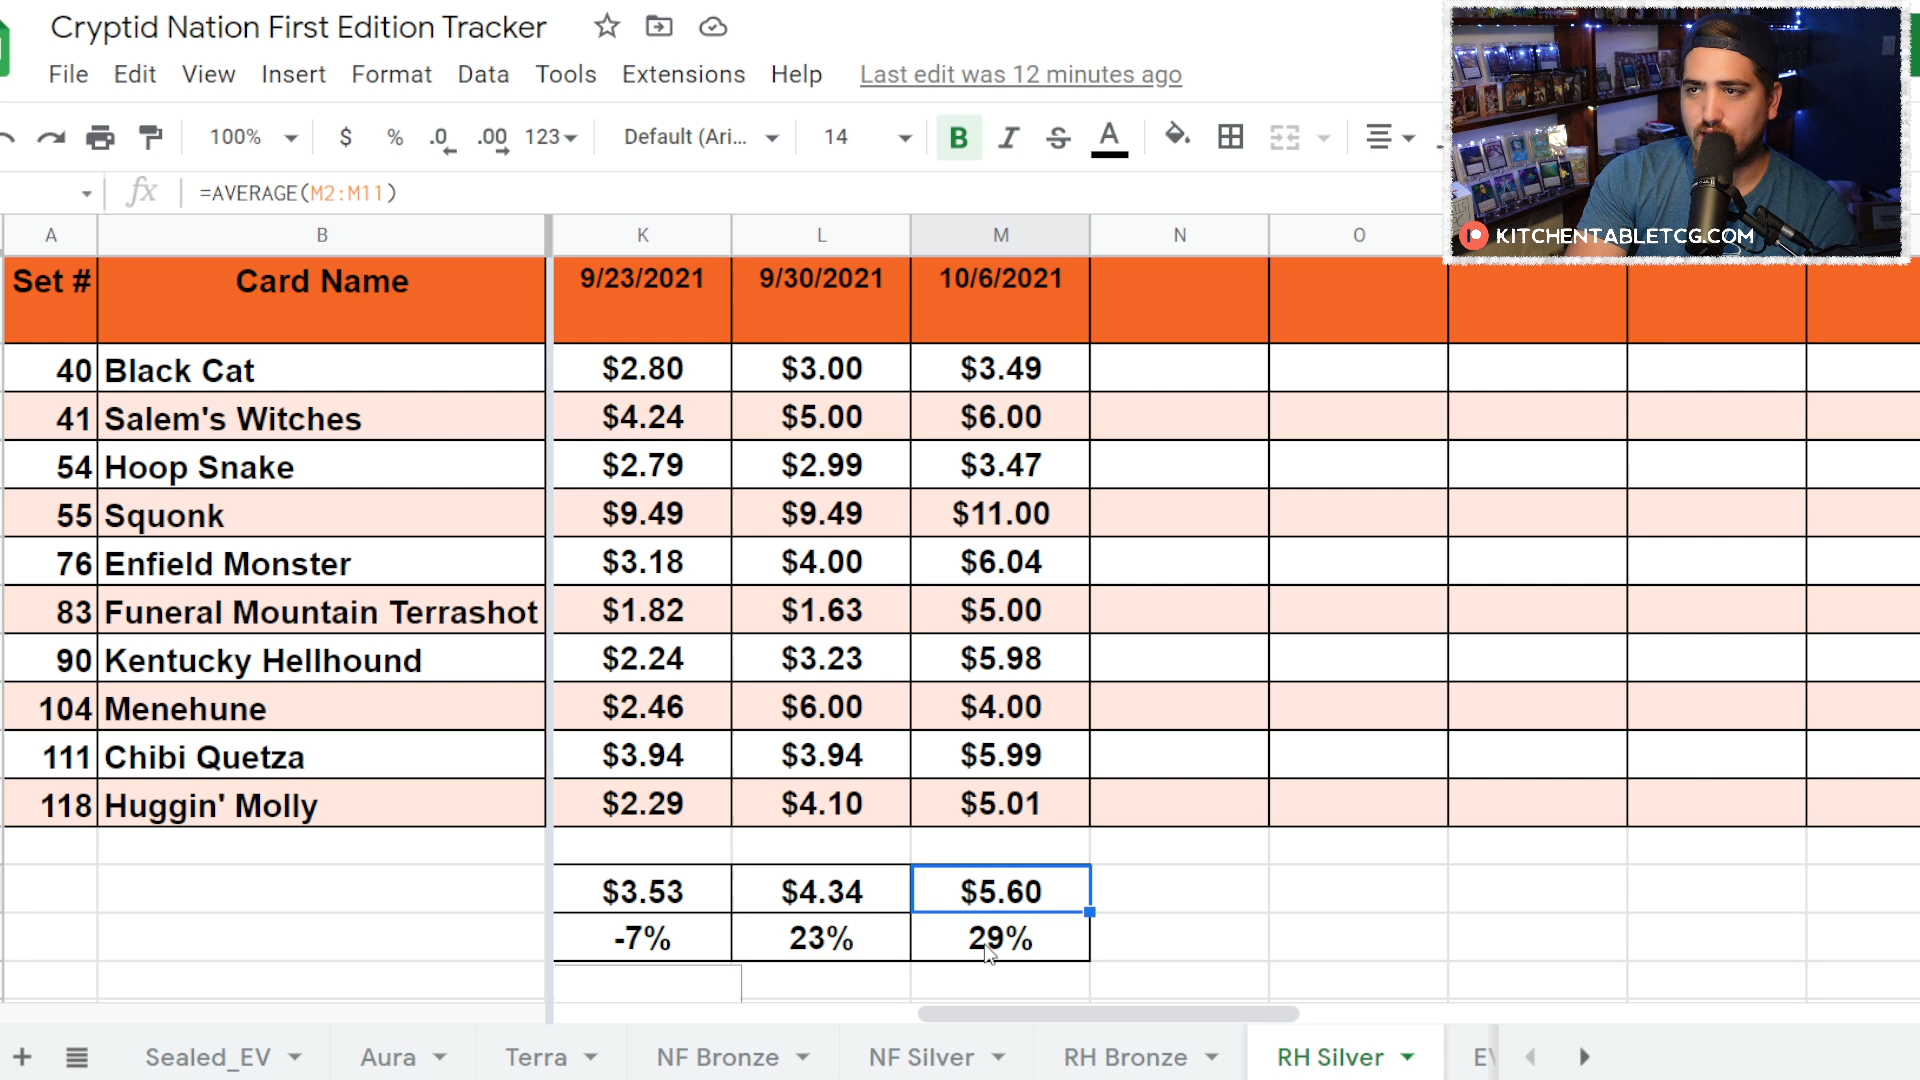 Cryptid Nation First Edition Tracker
File Edit View Insert Format Data Tools Extensions Help Last edit was 12 minutes ago
100% $ % .0 .00 123 Default (Ari... 14 B I S A
fx =AVERAGE(M2:M11)
KITCHENTABLETCG.COM
A B K L M N O
Set # Card Name 9/23/2021 9/30/2021 10/6/2021
40 Black Cat $2.80 $3.00 $3.49
41 Salem's Witches $4.24 $5.00 $6.00
54 Hoop Snake $2.79 $2.99 $3.47
55 Squonk $9.49 $9.49 $11.00
76 Enfield Monster $3.18 $4.00 $6.04
83 Funeral Mountain Terrashot $1.82 $1.63 $5.00
90 Kentucky Hellhound $2.24 $3.23 $5.98
104 Menehune $2.46 $6.00 $4.00
111 Chibi Quetza $3.94 $3.94 $5.99
118 Huggin' Molly $2.29 $4.10 $5.01
$3.53 $4.34 $5.60
-7% 23% 29%
Sealed_EV Aura Terra NF Bronze NF Silver RH Bronze RH Silver